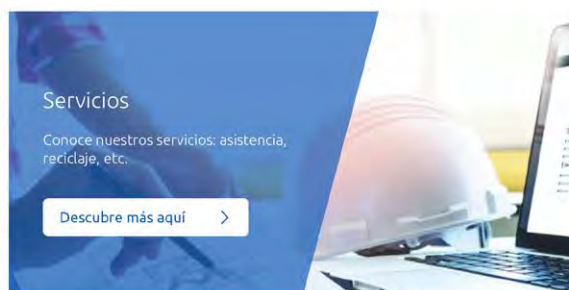 Servicios
Conoce nuestros servicios: asistencia,
reciclaje, etc.
Descubre más aquí